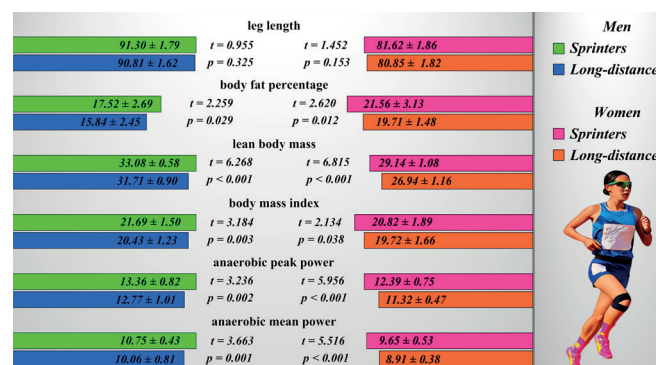 leg length
91.30 ± 1.79 t = 0.955 t = 1.452 81.62 ± 1.86
90.81 ± 1.62 p = 0.325 p = 0.153 80.85 ± 1.82
body fat percentage
17.52 ± 2.69 t = 2.259 t = 2.620 21.56 ± 3.13
15.84 ± 2.45 p = 0.029 p = 0.012 19.71 ± 1.48
lean body mass
33.08 ± 0.58 t = 6.268 t = 6.815 29.14 ± 1.08
31.71 ± 0.90 p < 0.001 p < 0.001 26.94 ± 1.16
body mass index
21.69 ± 1.50 t = 3.184 t = 2.134 20.82 ± 1.89
20.43 ± 1.23 p = 0.003 p = 0.038 19.72 ± 1.66
anaerobic peak power
13.36 ± 0.82 t = 3.236 t = 5.956 12.39 ± 0.75
12.77 ± 1.01 p = 0.002 p < 0.001 11.32 ± 0.47
anaerobic mean power
10.75 ± 0.43 t = 3.663 t = 5.516 9.65 ± 0.53
10.06 ± 0.81 p = 0.001 p < 0.001 8.91 ± 0.38
Men
Sprinters
Long-distance
Women
Sprinters
Long-distance